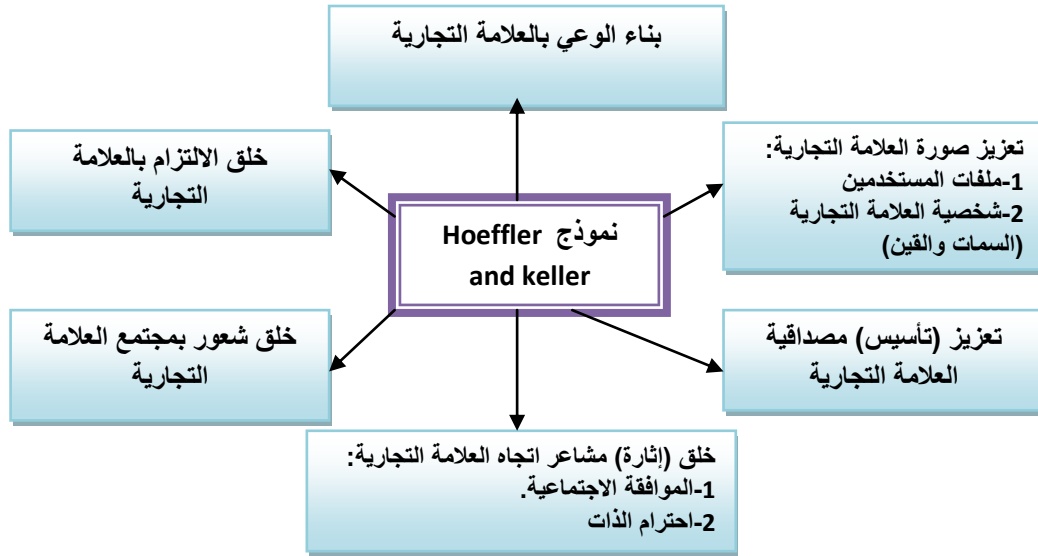 بناء الوعي بالعلامة التجارية
تعزيز صورة العلامة التجارية:
1-ملفات المستخدمين
2-شخصية العلامة التجارية
(السمات والقين)
خلق الالتزام بالعلامة
التجارية
نموذج Hoeffler
and keller
تعزيز (تأسيس) مصداقية
العلامة التجارية
خلق شعور بمجتمع العلامة
التجارية
خلق (إثارة) مشاعر اتجاه العلامة التجارية:
1-الموافقة الاجتماعية.
2-احترام الذات